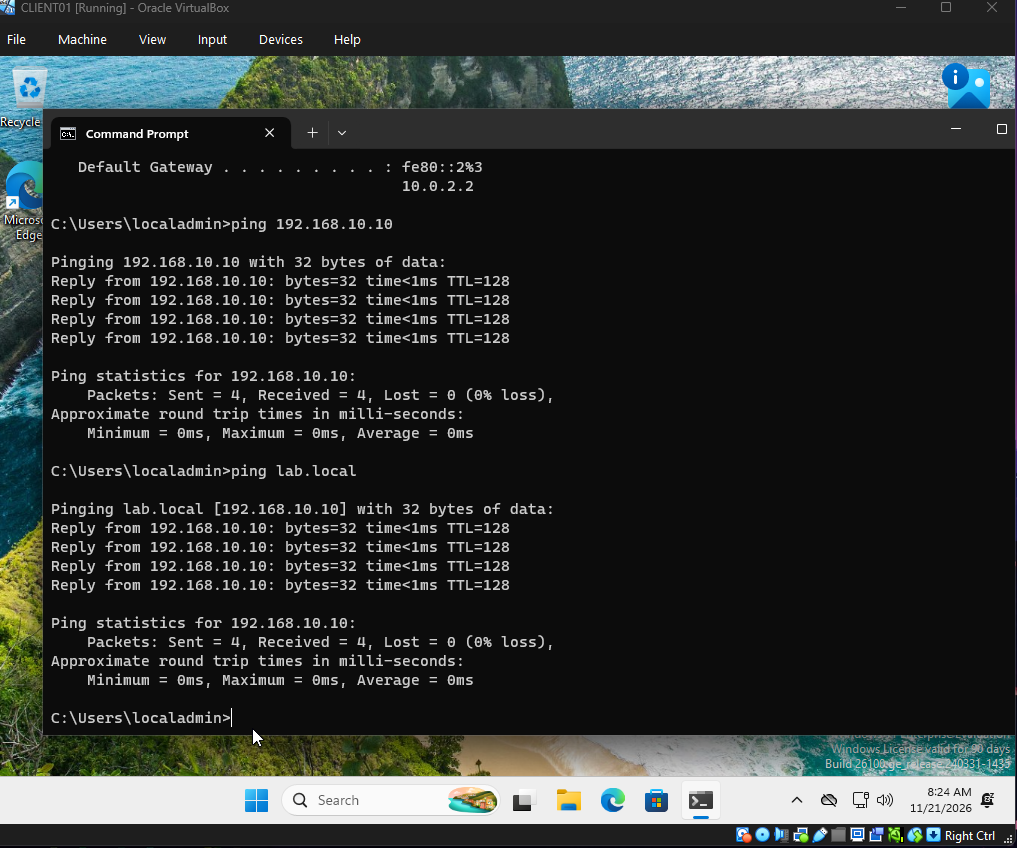 CLIENT01 [Running] - Oracle VirtualBox
File Machine View Input Devices Help
Recycle
Command Prompt
Default Gateway . . . . . . . . . : fe80::2%3
10.0.2.2
Micros
Edge
C:\Users\localadmin>ping 192.168.10.10
Pinging 192.168.10.10 with 32 bytes of data:
Reply from 192.168.10.10: bytes=32 time<1ms TTL=128
Reply from 192.168.10.10: bytes=32 time<1ms TTL=128
Reply from 192.168.10.10: bytes=32 time<1ms TTL=128
Reply from 192.168.10.10: bytes=32 time<1ms TTL=128
Ping statistics for 192.168.10.10:
Packets: Sent = 4, Received = 4, Lost = 0 (0% loss),
Approximate round trip times in milli-seconds:
Minimum = 0ms, Maximum = 0ms, Average = 0ms
C:\Users\localadmin>ping lab.local
Pinging lab.local [192.168.10.10] with 32 bytes of data:
Reply from 192.168.10.10: bytes=32 time<1ms TTL=128
Reply from 192.168.10.10: bytes=32 time<1ms TTL=128
Reply from 192.168.10.10: bytes=32 time<1ms TTL=128
Reply from 192.168.10.10: bytes=32 time<1ms TTL=128
Ping statistics for 192.168.10.10:
Packets: Sent = 4, Received = 4, Lost = 0 (0% loss),
Approximate round trip times in milli-seconds:
Minimum = 0ms, Maximum = 0ms, Average = 0ms
C:\Users\localadmin>
Windows License valid for 90 days
Build 26100.ge_release.240331-1435
Search
8:24 AM
11/21/2026
Right Ctrl